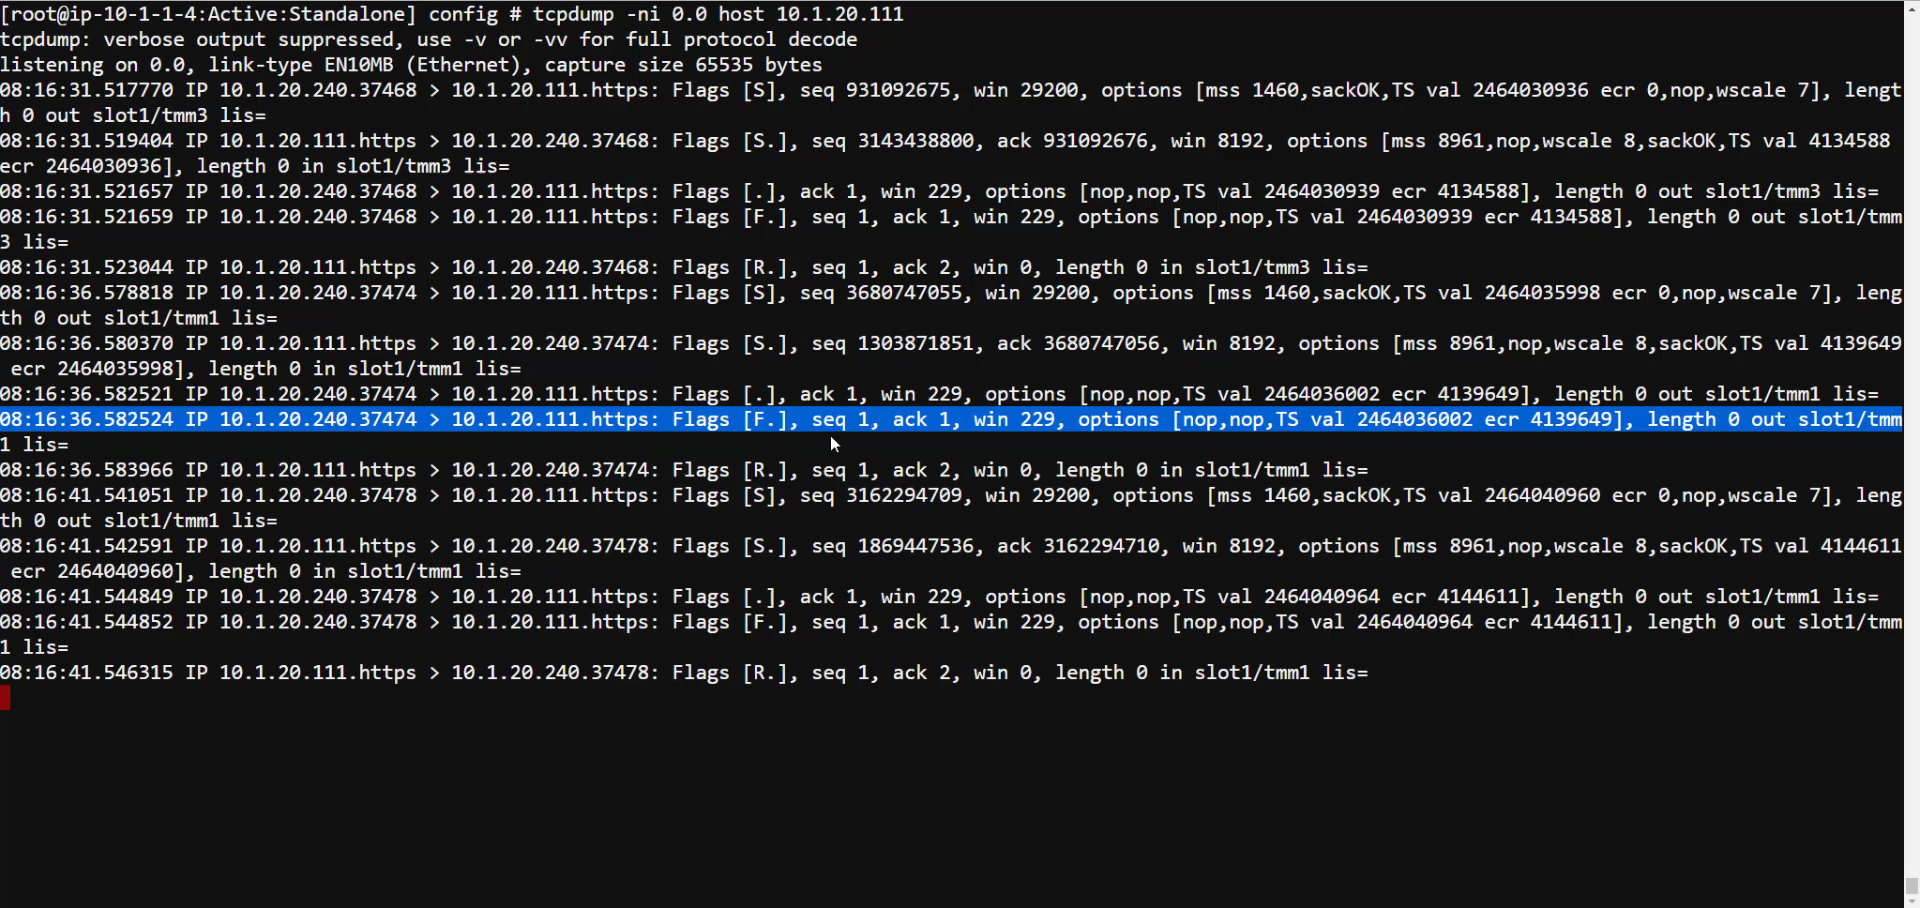 [root@ip-10-1-1-4:Active:Standalone] config # tcpdump -ni 0.0 host 10.1.20.111
tcpdump: verbose output suppressed, use -v or -vv for full protocol decode
listening on 0.0, link-type EN10MB (Ethernet), capture size 65535 bytes
08:16:31.517770 IP 10.1.20.240.37468 > 10.1.20.111.https: Flags [S], seq 931092675, win 29200, options [mss 1460,sackOK,TS val 2464030936 ecr 0,nop,wscale 7], lengt
h 0 out slot1/tmm3 lis=
08:16:31.519404 IP 10.1.20.111.https > 10.1.20.240.37468: Flags [S.], seq 3143438800, ack 931092676, win 8192, options [mss 8961,nop,wscale 8,sackOK,TS val 4134588
ecr 2464030936], length 0 in slot1/tmm3 lis=
08:16:31.521657 IP 10.1.20.240.37468 > 10.1.20.111.https: Flags [.], ack 1, win 229, options [nop,nop,TS val 2464030939 ecr 4134588], length 0 out slot1/tmm3 lis=
08:16:31.521659 IP 10.1.20.240.37468 > 10.1.20.111.https: Flags [F.], seq 1, ack 1, win 229, options [nop,nop,TS val 2464030939 ecr 4134588], length 0 out slot1/tmm
3 lis=
08:16:31.523044 IP 10.1.20.111.https > 10.1.20.240.37468: Flags [R.], seq 1, ack 2, win 0, length 0 in slot1/tmm3 lis=
08:16:36.578818 IP 10.1.20.240.37474 > 10.1.20.111.https: Flags [S], seq 3680747055, win 29200, options [mss 1460,sackOK,TS val 2464035998 ecr 0,nop,wscale 7], leng
th 0 out slot1/tmm1 lis=
08:16:36.580370 IP 10.1.20.111.https > 10.1.20.240.37474: Flags [S.], seq 1303871851, ack 3680747056, win 8192, options [mss 8961,nop,wscale 8,sackOK,TS val 4139649
 ecr 2464035998], length 0 in slot1/tmm1 lis=
08:16:36.582521 IP 10.1.20.240.37474 > 10.1.20.111.https: Flags [.], ack 1, win 229, options [nop,nop,TS val 2464036002 ecr 4139649], length 0 out slot1/tmm1 lis=
08:16:36.582524 IP 10.1.20.240.37474 > 10.1.20.111.https: Flags [F.], seq 1, ack 1, win 229, options [nop,nop,TS val 2464036002 ecr 4139649], length 0 out slot1/tmm
1 lis=
08:16:36.583966 IP 10.1.20.111.https > 10.1.20.240.37474: Flags [R.], seq 1, ack 2, win 0, length 0 in slot1/tmm1 lis=
08:16:41.541051 IP 10.1.20.240.37478 > 10.1.20.111.https: Flags [S], seq 3162294709, win 29200, options [mss 1460,sackOK,TS val 2464040960 ecr 0,nop,wscale 7], leng
th 0 out slot1/tmm1 lis=
08:16:41.542591 IP 10.1.20.111.https > 10.1.20.240.37478: Flags [S.], seq 1869447536, ack 3162294710, win 8192, options [mss 8961,nop,wscale 8,sackOK,TS val 4144611
 ecr 2464040960], length 0 in slot1/tmm1 lis=
08:16:41.544849 IP 10.1.20.240.37478 > 10.1.20.111.https: Flags [.], ack 1, win 229, options [nop,nop,TS val 2464040964 ecr 4144611], length 0 out slot1/tmm1 lis=
08:16:41.544852 IP 10.1.20.240.37478 > 10.1.20.111.https: Flags [F.], seq 1, ack 1, win 229, options [nop,nop,TS val 2464040964 ecr 4144611], length 0 out slot1/tmm
1 lis=
08:16:41.546315 IP 10.1.20.111.https > 10.1.20.240.37478: Flags [R.], seq 1, ack 2, win 0, length 0 in slot1/tmm1 lis=